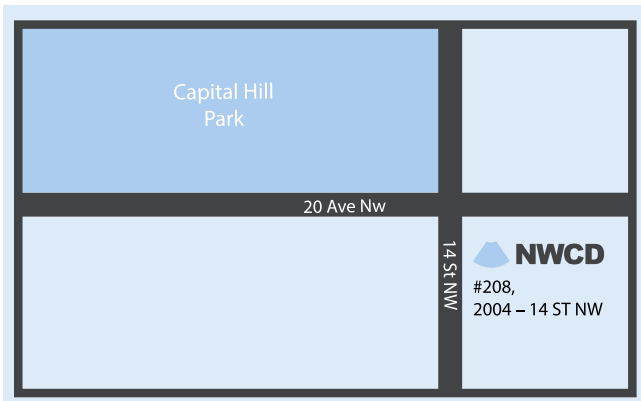 Capital Hill
Park
20 Ave Nw
14 St NW
NWCD
#208,
2004 – 14 ST NW